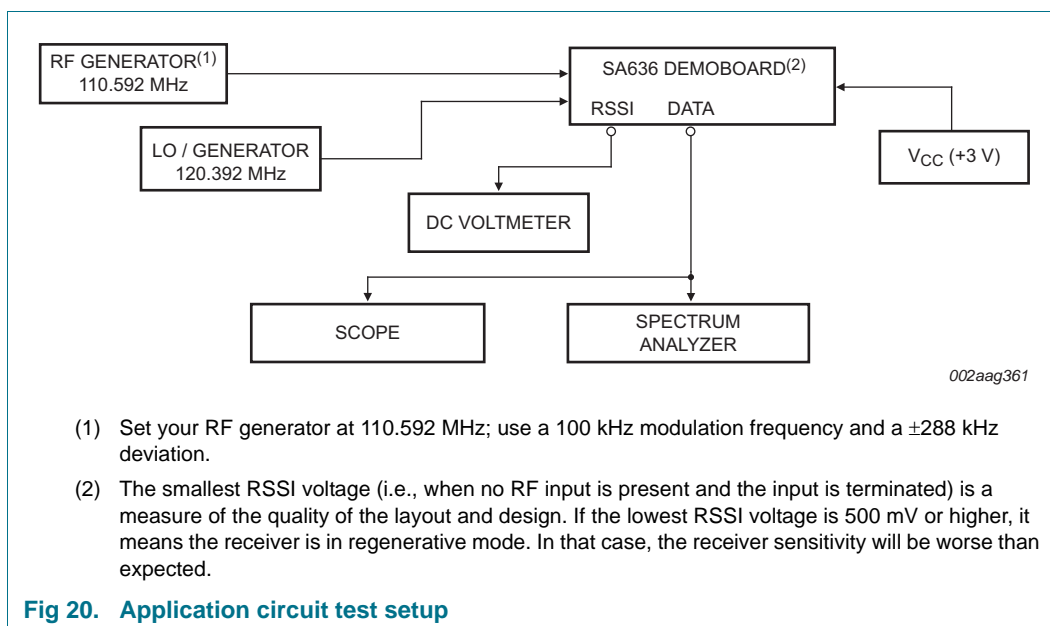 RF GENERATOR(1)
110.592 MHz
SA636 DEMOBOARD(2)
RSSI DATA
LO / GENERATOR
120.392 MHz
VCC (+3 V)
DC VOLTMETER
SCOPE
SPECTRUM
ANALYZER
002aag361
(1) Set your RF generator at 110.592 MHz; use a 100 kHz modulation frequency and a ±288 kHz
deviation.
(2) The smallest RSSI voltage (i.e., when no RF input is present and the input is terminated) is a
measure of the quality of the layout and design. If the lowest RSSI voltage is 500 mV or higher, it
means the receiver is in regenerative mode. In that case, the receiver sensitivity will be worse than
expected.
Fig 20. Application circuit test setup